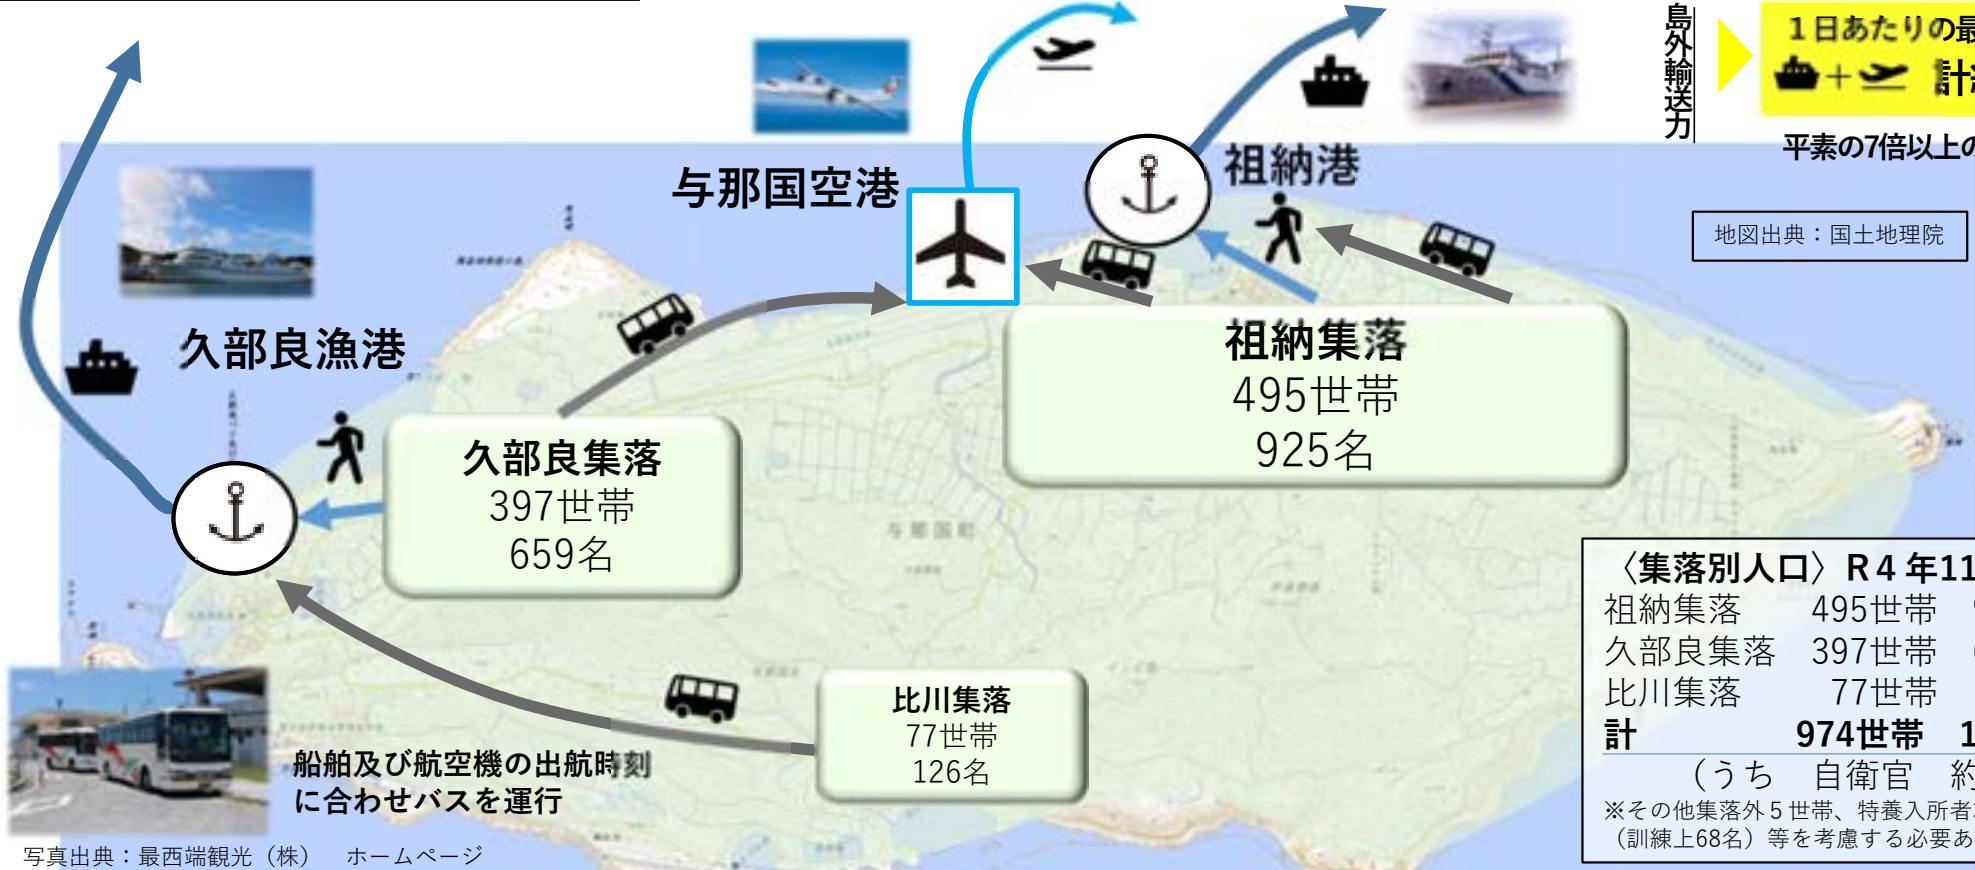 島外輸送力
１日あたりの最
＋ 計
平素の7倍以上の
地図出典：国土地理院
与那国空港
祖納港
久部良漁港
祖納集落
495世帯
925名
久部良集落
397世帯
659名
与那国町
比川集落
77世帯
126名
船舶及び航空機の出航時刻
に合わせバスを運行
写真出典：最西端観光（株）　ホームページ
〈集落別人口〉R４年11
祖納集落　495世帯
久部良集落　397世帯
比川集落　77世帯
計　974世帯　1
（うち　自衛官　約
※その他集落外５世帯、特養入所者
（訓練上68名）等を考慮する必要あ